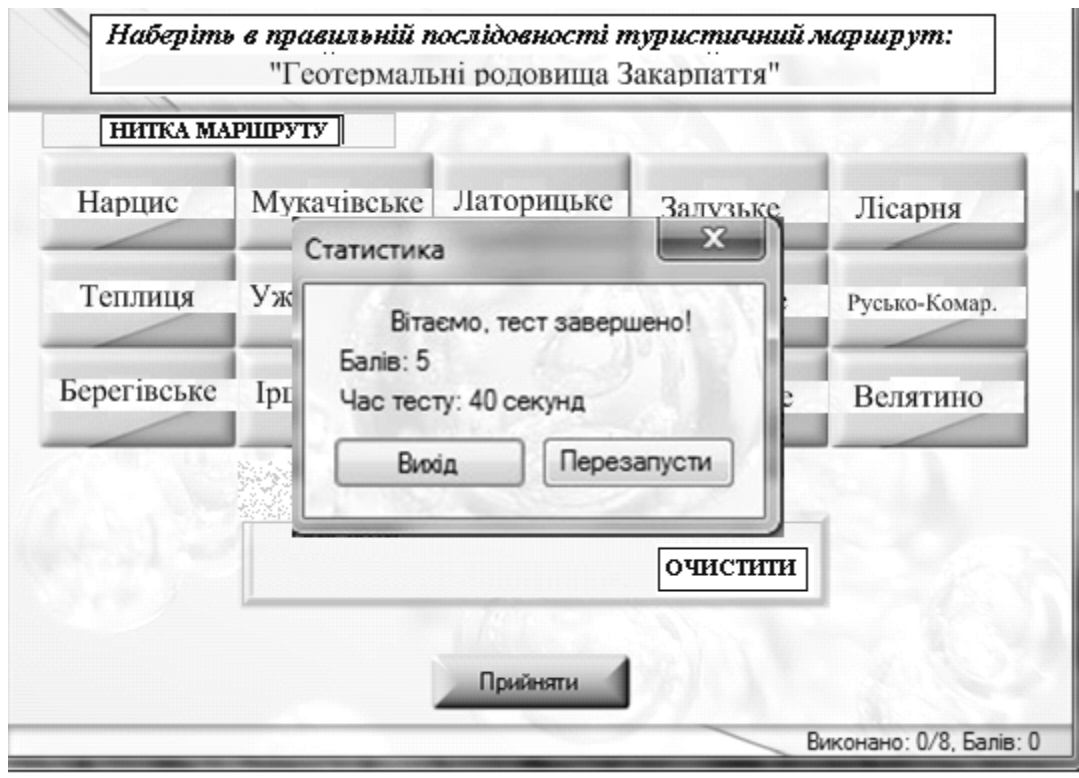 Наберіть в правильній послідовності туристичний маршрут:
"Геотермальні родовища Закарпаття"
НИТКА МАРШРУТУ
Нарцис Мукачівське Латорицьке Залузьке Лісарня
Статистика
Теплиця Русько-Комар.
Вітаємо, тест завершено!
Балів: 5
Берегівське Велятино
Час тесту: 40 секунд
Вихід Перезапусти
ОЧИСТИТИ
Прийняти
Виконано: 0/8, Балів: 0